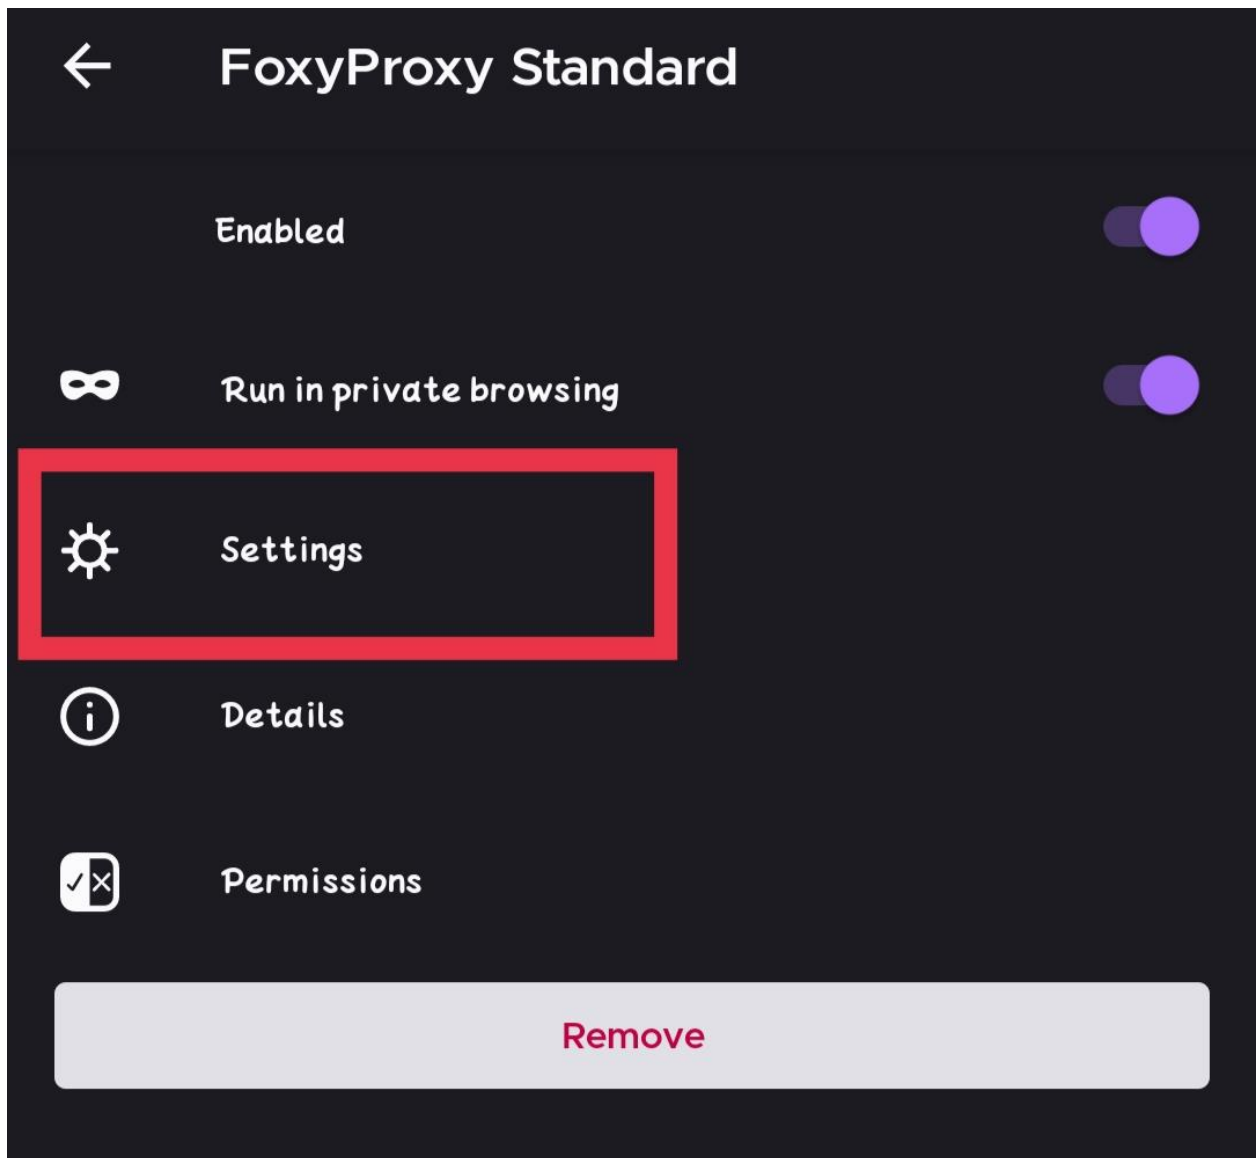 FoxyProxy Standard
Enabled
Run in private browsing
Settings
Details
Permissions
Remove